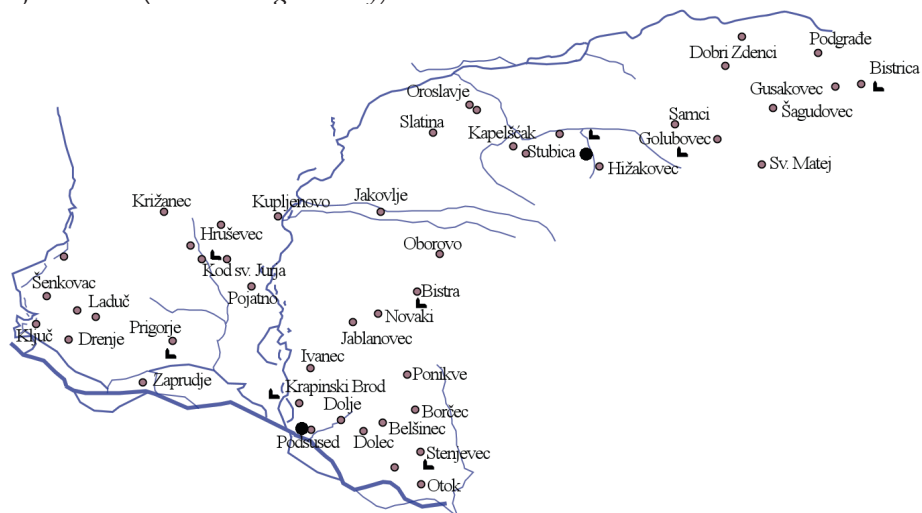 Dobri Zdenci
Podgrađe
Bistrica
Gusakovec
Šagudovec
Oroslavje
Slatina
Samci
Kapelšćak
Golubovec
Stubica
Hižakovec
Sv. Matej
Križanec
Kupljenovo
Jakovlje
Hruševec
Oborovo
Kod sv. Jurja
Šenkovac
Pojatno
Bistra
Laduč
Novaki
Ključ
Drenje
Prigorje
Jablanovec
Ivanec
Zaprudje
Krapinski Brod
Ponikve
Dolje
Borčec
Belšinec
Podsused
Dolec
Stenjevec
Otok